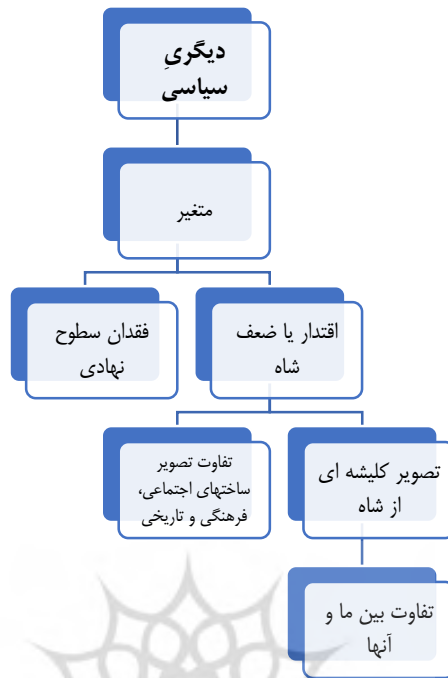 دیگریِ
سیاسی
متغیر
اقتدار یا ضعف
شاه
فقدان سطوح
نهادی
تصویر کلیشه ای
از شاه
تفاوت تصویر
ساختهای اجتماعی،
فرهنگی و تاریخی
تفاوت بین ما و
آنها